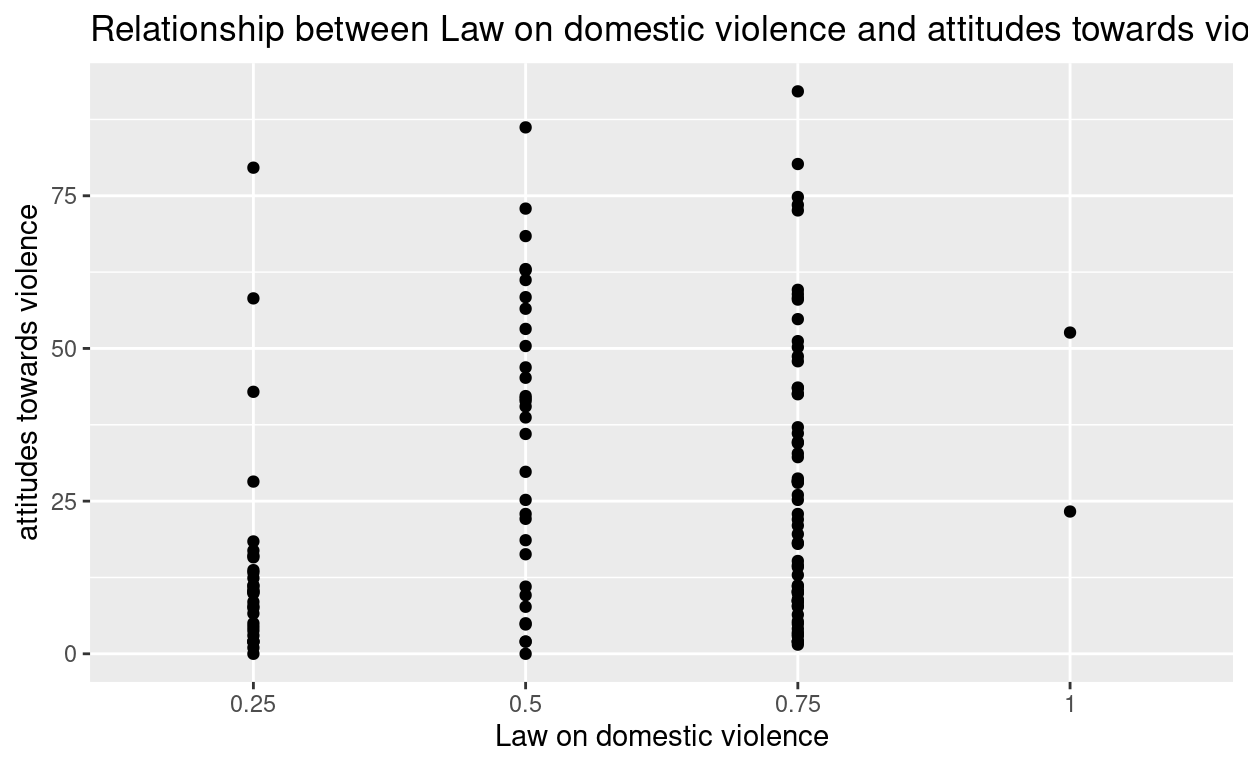 Relationship between Law on domestic violence and attitudes towards vio
attitudes towards violence
75
50
25
0
0.25 0.5 0.75 1
Law on domestic violence